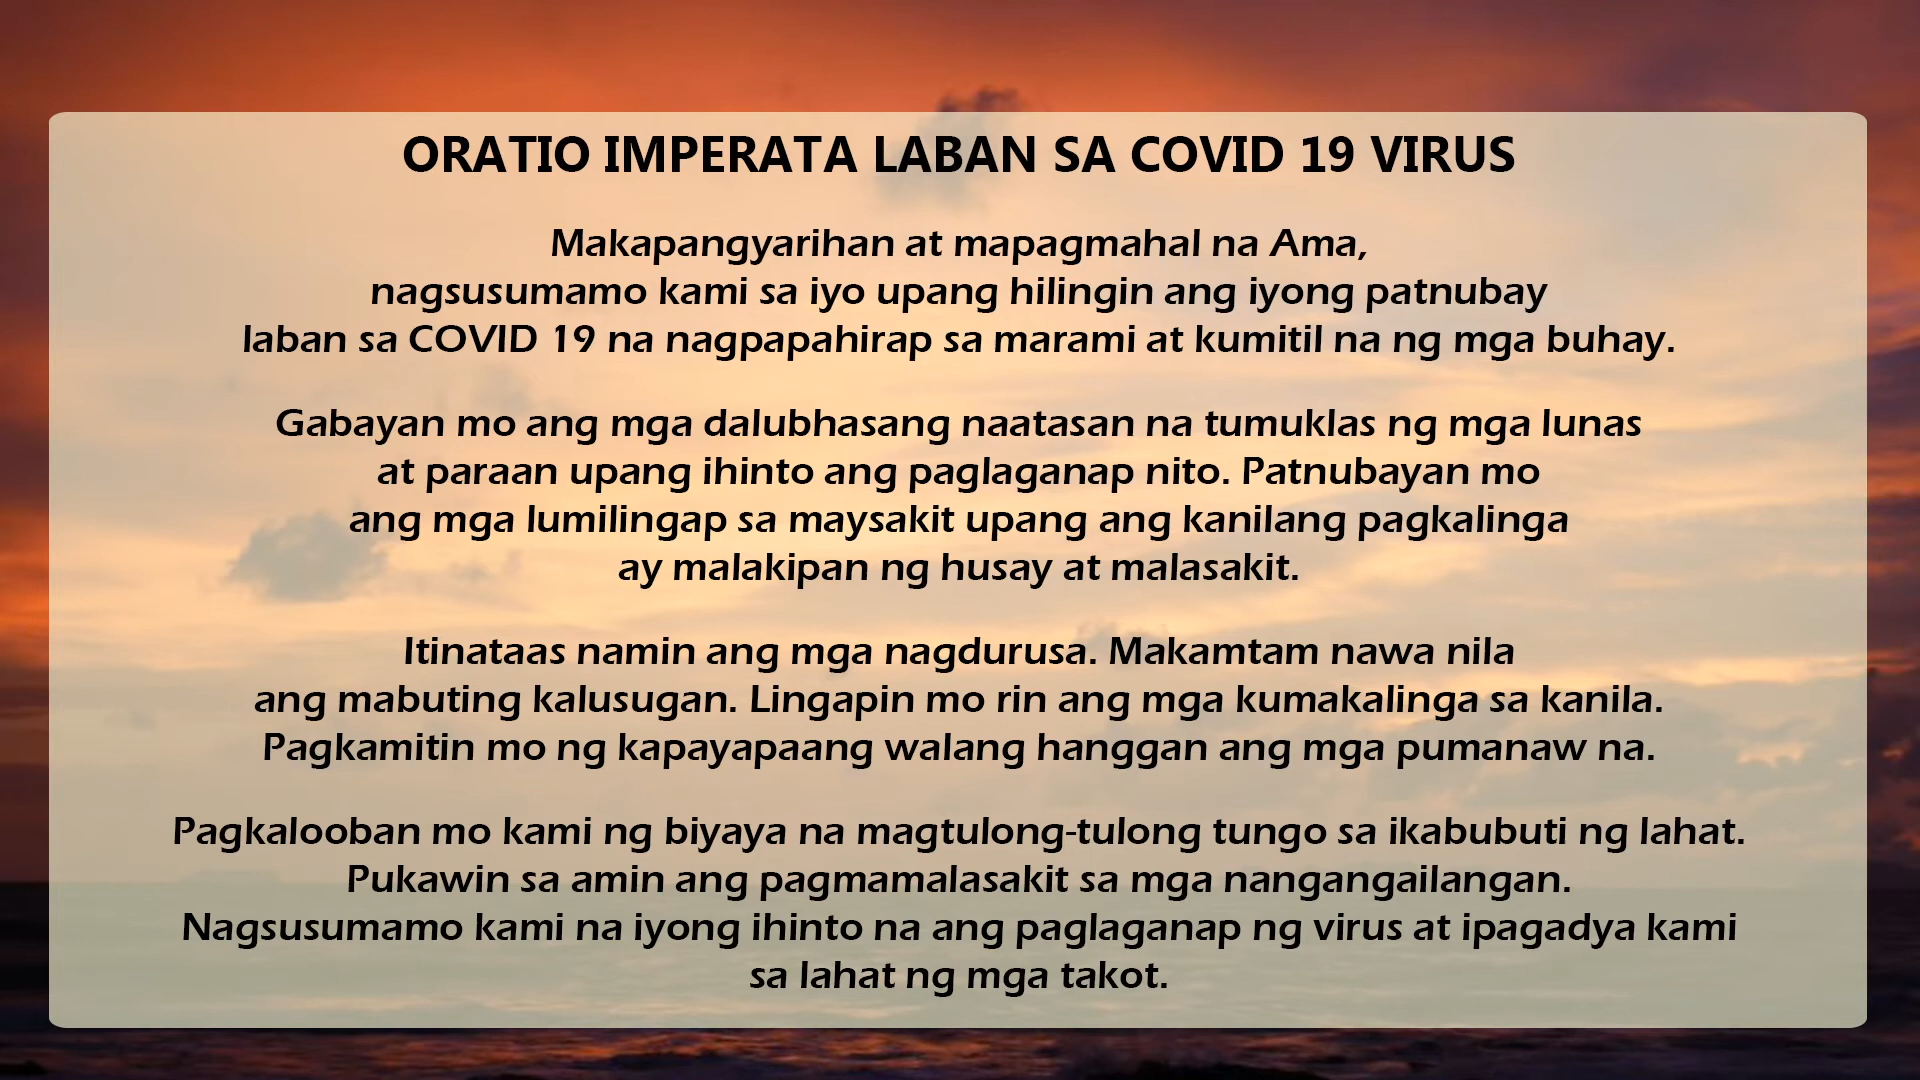 ORATIO IMPERATA LABAN SA COVID 19 VIRUS
Makapangyarihan at mapagmahal na Ama,
nagsusumamo kami sa iyo upang hilingin ang iyong patnubay
laban sa COVID 19 na nagpapahirap sa marami at kumitil na ng mga buhay.
Gabayan mo ang mga dalubhasang naatasan na tumuklas ng mga lunas
at paraan upang ihinto ang paglaganap nito. Patnubayan mo
ang mga lumilingap sa maysakit upang ang kanilang pagkalinga
ay malakipan ng husay at malasakit.
Itinataas namin ang mga nagdurusa. Makamtam nawa nila
ang mabuting kalusugan. Lingapin mo rin ang mga kumakalinga sa kanila.
Pagkamitin mo ng kapayapaang walang hanggan ang mga pumanaw na.
Pagkalooban mo kami ng biyaya na magtulong-tulong tungo sa ikabubuti ng lahat.
Pukawin sa amin ang pagmamalasakit sa mga nangangailangan.
Nagsusumamo kami na iyong ihinto na ang paglaganap ng virus at ipagadya kami
sa lahat ng mga takot.